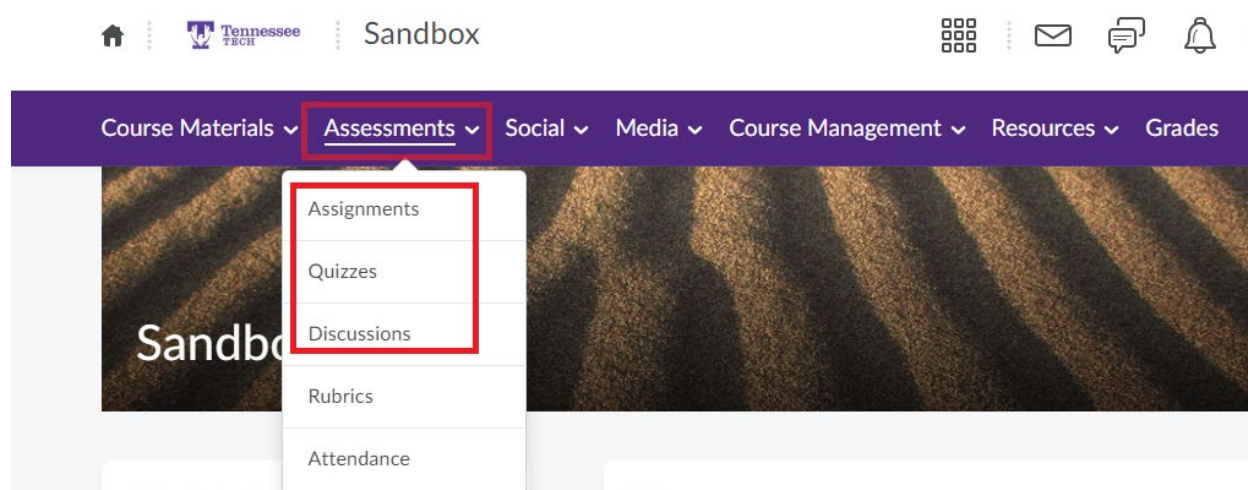 Tennessee
TECH
Sandbox
Course Materials Assessments Social Media Course Management Resources Grades
Assignments
Quizzes
Discussions
Sandbo
Rubrics
Attendance